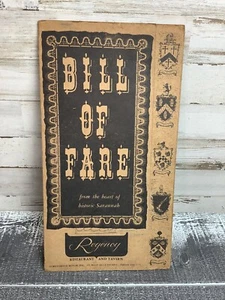 BILL
OF
FARE
from the heart of
historic Savannah
Regency
RESTAURANT AND TAVERN